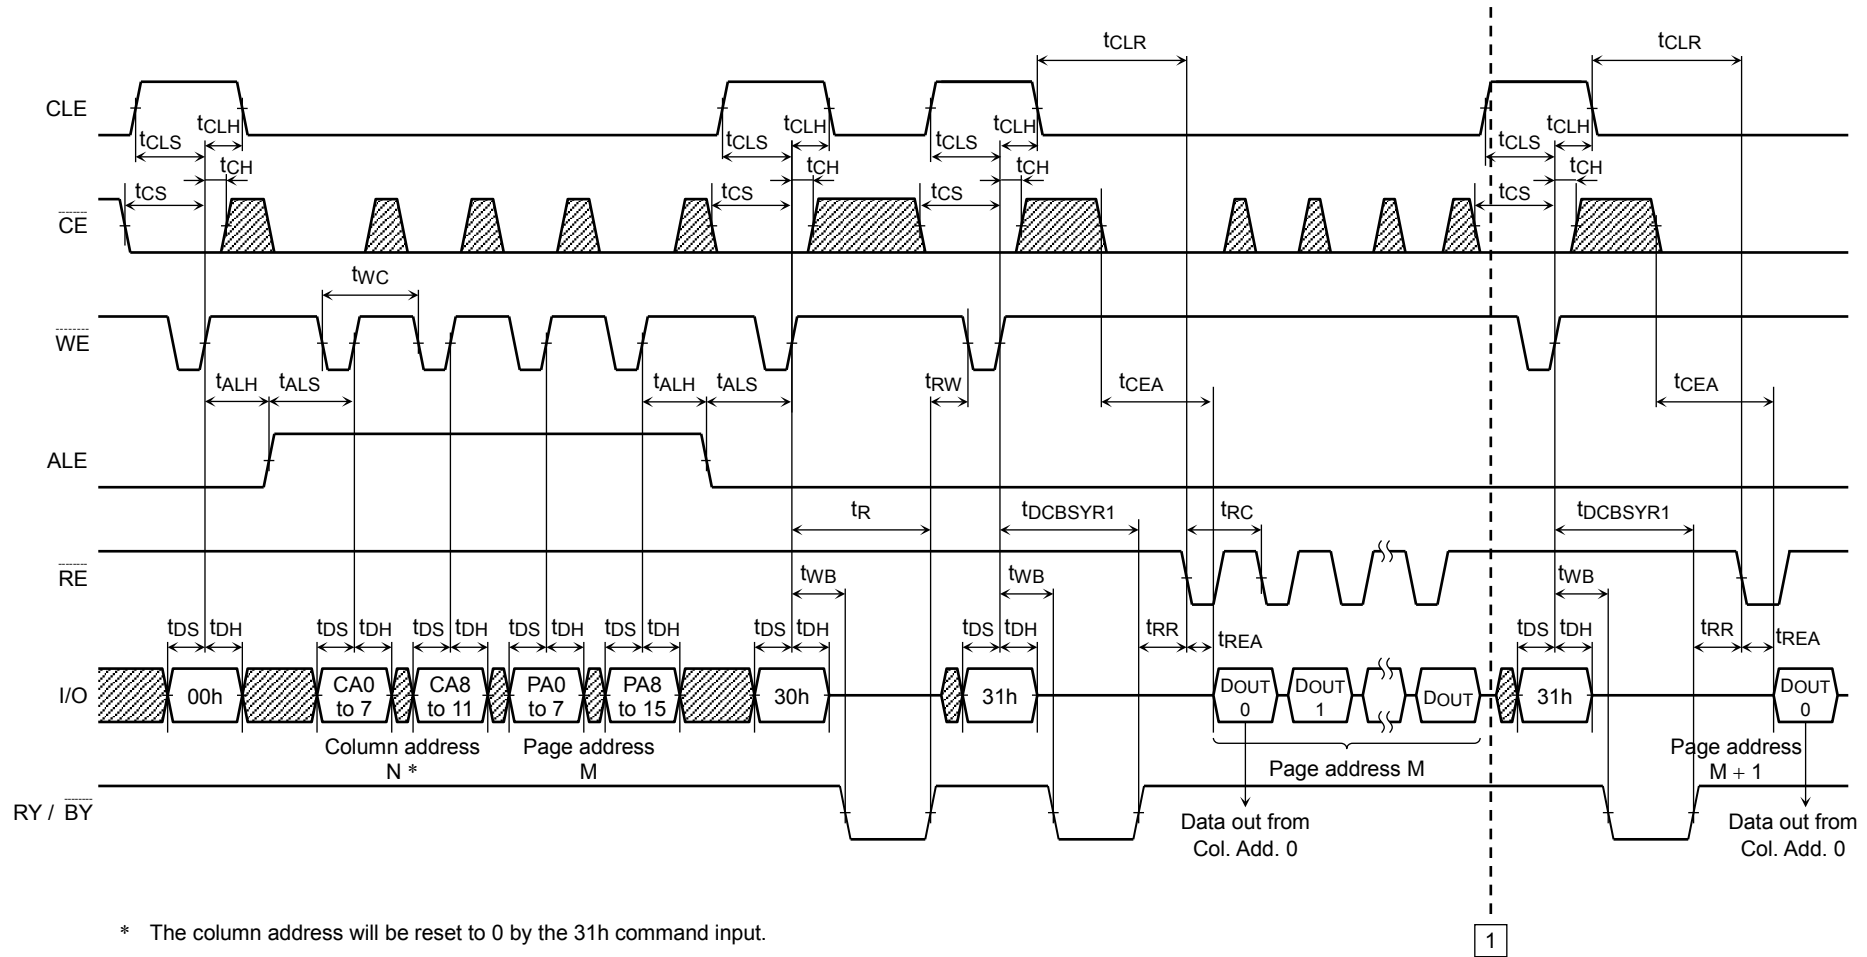 tCLR tCLR
CLE
tCLS tCLH tCLS tCLH tCLS tCLH tCLS tCLH
tCS tCH tCS tCH tCS tCH tCS tCH
CE
tWC
WE
tALH tALS tALH tALS tRW tCEA tCEA
ALE
tR tDCBSYR1 tRC tDCBSYR1
RE
tWB tWB tWB
tDS tDH tDS tDH tDS tDH tDS tDH tDS tDH tDS tDH tDS tDH tRR tREA tDS tDH tRR tREA
I/O 00h CA0 to 7 CA8 to 11 PA0 to 7 PA8 to 15 30h 31h DOUT 0 DOUT 1 DOUT 31h DOUT 0
Column address N *
Page address M
Page address M
Page address M + 1
RY / BY
Data out from Col. Add. 0
Data out from Col. Add. 0
* The column address will be reset to 0 by the 31h command input.
1